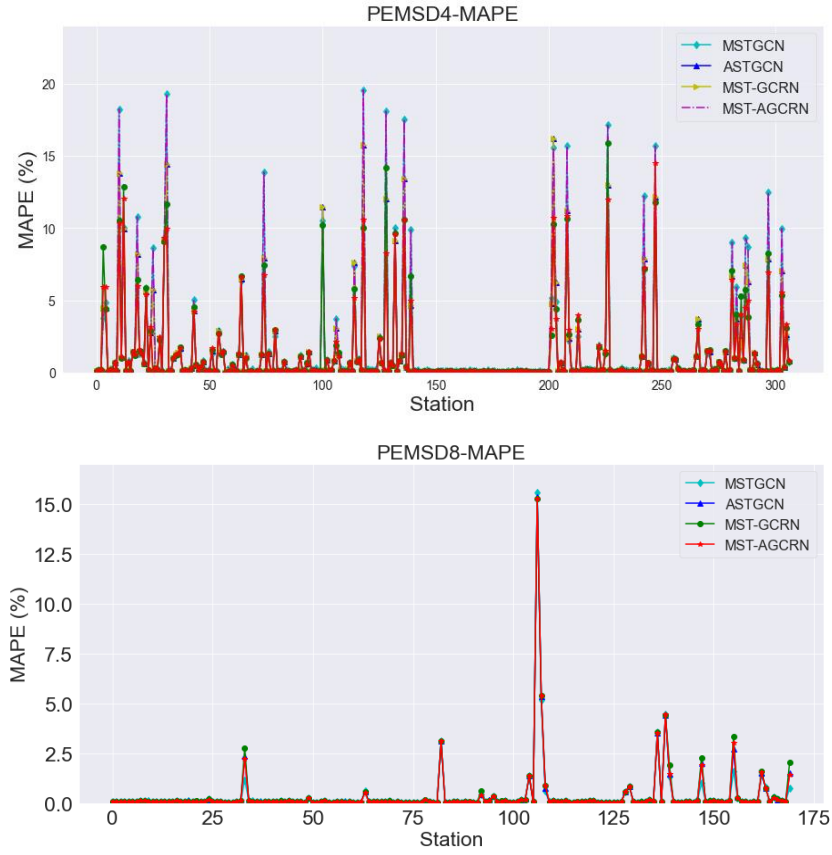 PEMSD4-MAPE
MAPE (%)
20
15
10
5
0
MSTGCN
ASTGCN
MST-GCRN
MST-AGCRN
0 50 100 150 200 250 300
Station
PEMSD8-MAPE
MAPE (%)
15.0
12.5
10.0
7.5
5.0
2.5
0.0
MSTGCN
ASTGCN
MST-GCRN
MST-AGCRN
0 25 50 75 100 125 150 175
Station